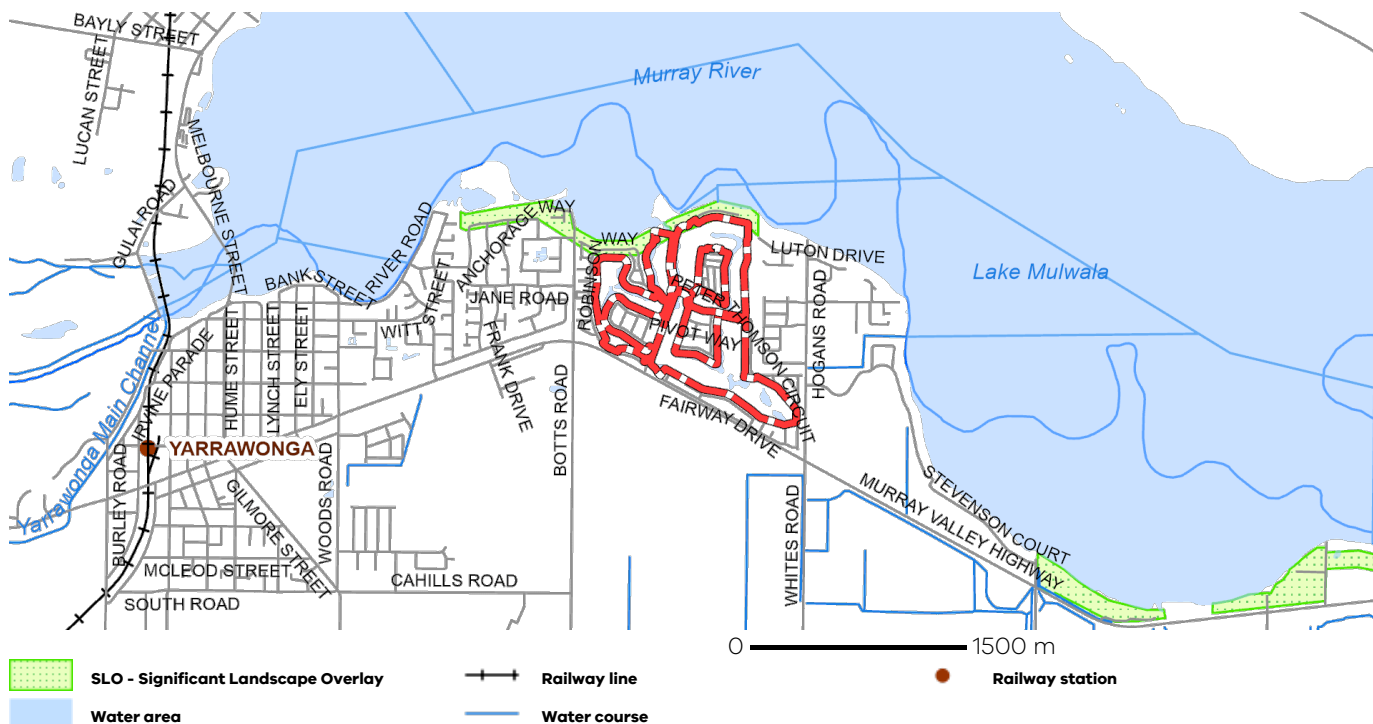 BAYLY STREET
LUCAN STREET
MELBOURNE STREET
GULAI ROAD
Murray River
Lake Mulwala
RIVER ROAD
BANK STREET
ANCHORAGE WAY
WAY
ROBINSON
LUTON DRIVE
HOGANS ROAD
JANE ROAD
WITT STREET
FRANK DRIVE
PETER THOMSON CIRCUIT
PIVOT WAY
IRVINE PARADE
HUME STREET
LYNCH STREET
ELY STREET
Yarrawonga Main Channel
YARRAWONGA
BOTTS ROAD
FAIRWAY DRIVE
BURLEY ROAD
GILMORE STREET
WOODS ROAD
WHITES ROAD
MURRAY VALLEY HIGHWAY
STEVENSON COURT
MCLEOD STREET
CAHILLS ROAD
SOUTH ROAD
0 1500 m
SLO - Significant Landscape Overlay
Railway line
Railway station
Water area
Water course